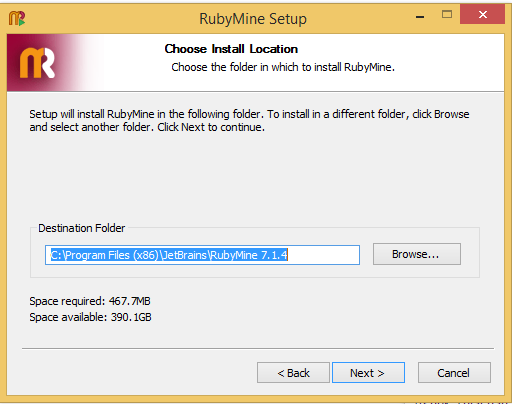 RubyMine Setup
Choose Install Location
Choose the folder in which to install RubyMine.
Setup will install RubyMine in the following folder. To install in a different folder, click Browse
and select another folder. Click Next to continue.
Destination Folder
C:\Program Files (x86)\JetBrains\RubyMine 7.1.4
Browse...
Space required: 467.7MB
Space available: 390.1GB
< Back
Next >
Cancel